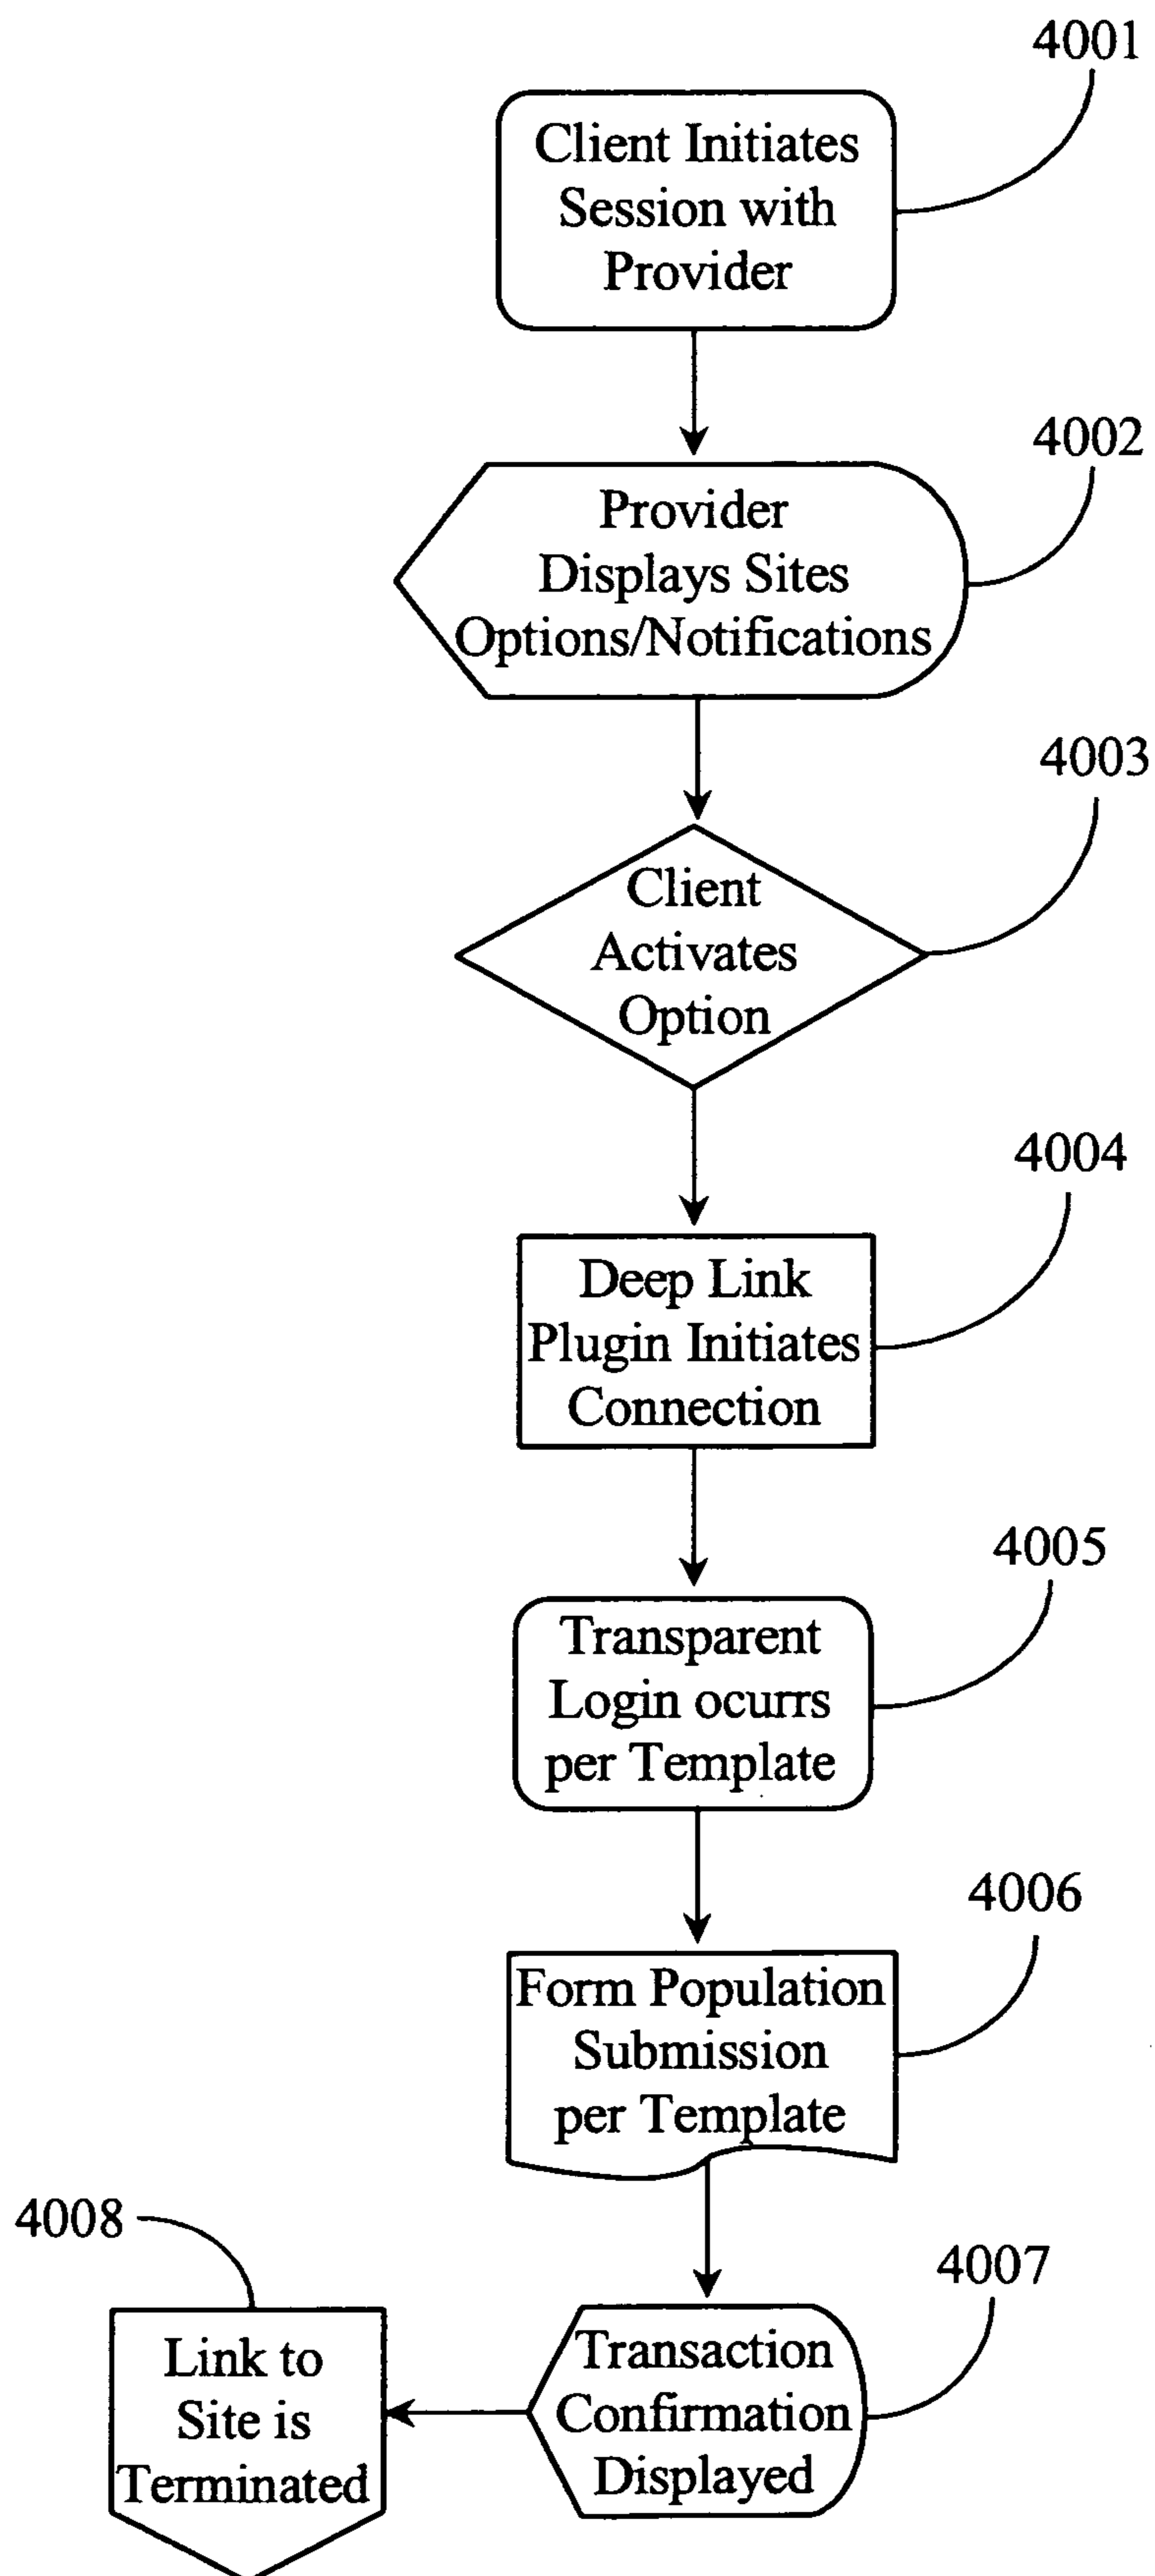 4001
Client Initiates
Session with
Provider
4002
Provider
Displays Sites
Options/Notifications
4003
Client
Activates
Option
4004
Deep Link
Plugin Initiates
Connection
4005
Transparent
Login ocurrs
per Template
4006
Form Population
Submission
per Template
4008
4007
Link to
Site is
Terminated
Transaction
Confirmation
Displayed